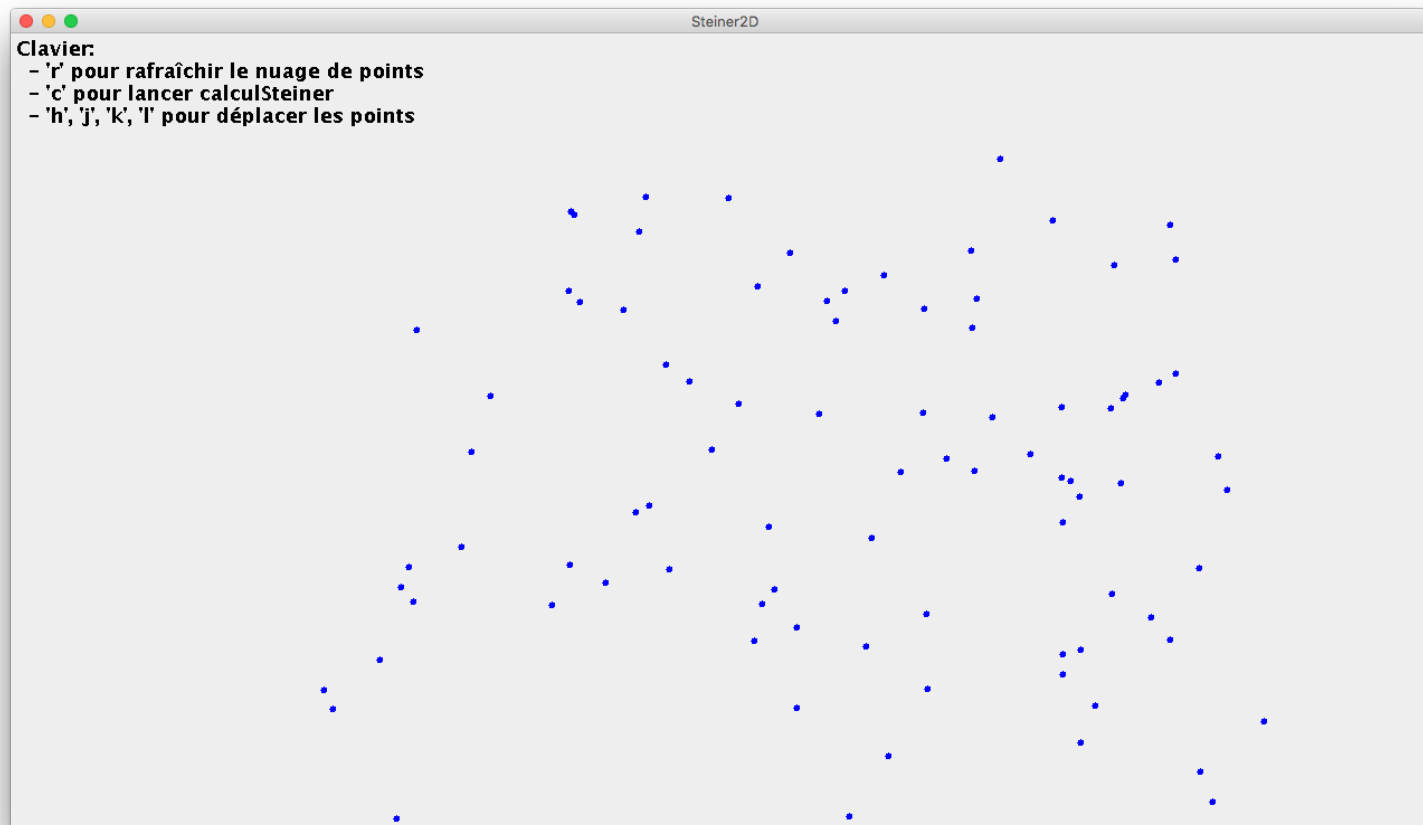 Steiner2D
Clavier:
- 'r' pour rafraîchir le nuage de points
- 'c' pour lancer calculSteiner
- 'h', 'j', 'k', 'l' pour déplacer les points